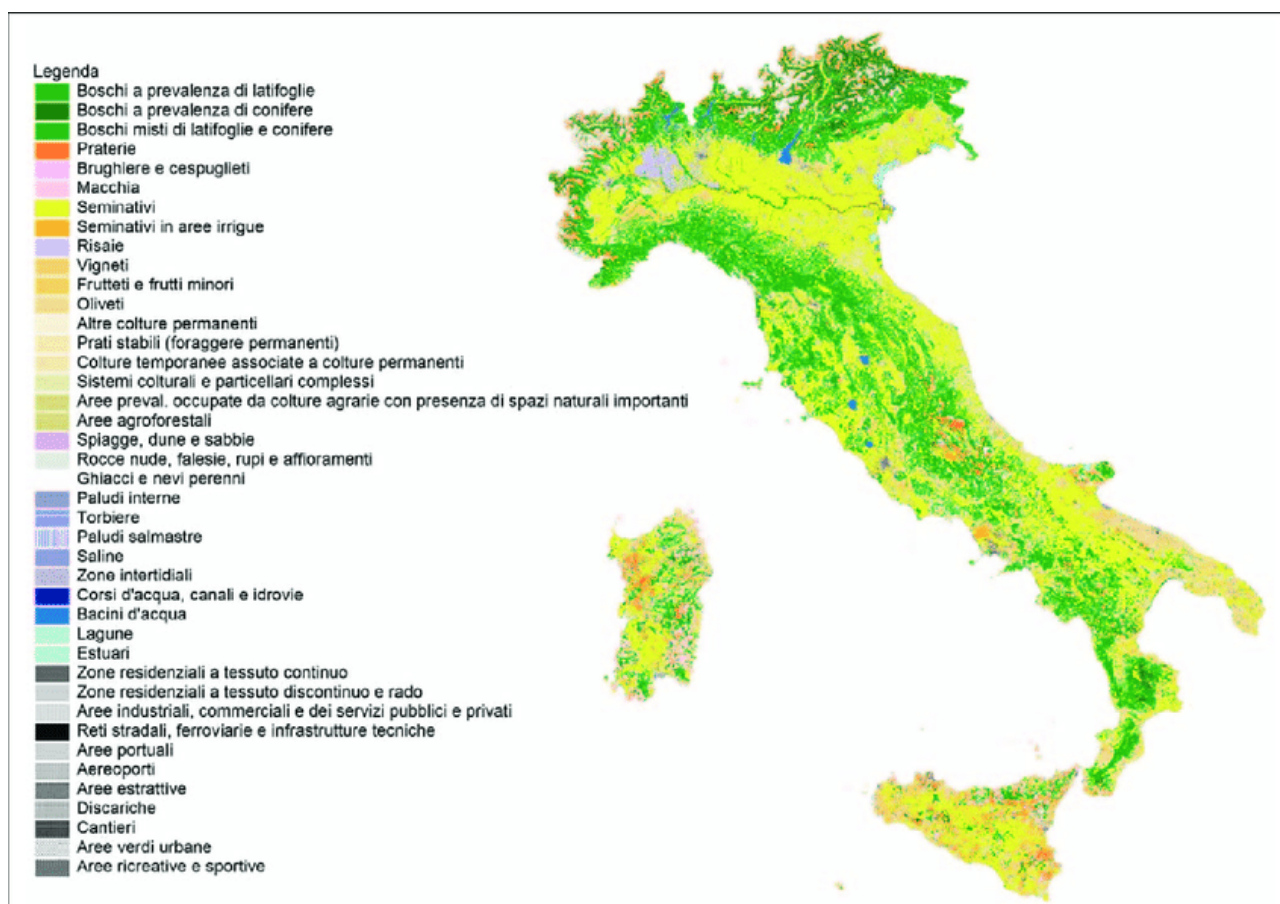 Legenda
Boschi a prevalenza di latifoglie
Boschi a prevalenza di conifere
Boschi misti di latifoglie e conifere
Praterie
Brughiere e cespuglieti
Macchia
Seminativi
Seminativi in aree irrigue
Risaie
Vigneti
Frutteti e frutti minori
Oliveti
Altre colture permanenti
Prati stabili (foraggere permanenti)
Colture temporanee associate a colture permanenti
Sistemi colturali e particellari complessi
Aree preval. occupate da colture agrarie con presenza di spazi naturali importanti
Aree agroforestali
Spiagge, dune e sabbie
Rocce nude, falesie, rupi e affioramenti
Ghiacci e nevi perenni
Paludi interne
Torbiere
Paludi salmastre
Saline
Zone intertidiali
Corsi d'acqua, canali e idrovie
Bacini d'acqua
Lagune
Estuari
Zone residenziali a tessuto continuo
Zone residenziali a tessuto discontinuo e rado
Aree industriali, commerciali e dei servizi pubblici e privati
Reti stradali, ferroviarie e infrastrutture tecniche
Aree portuali
Aereoporti
Aree estrattive
Discariche
Cantieri
Aree verdi urbane
Aree ricreative e sportive